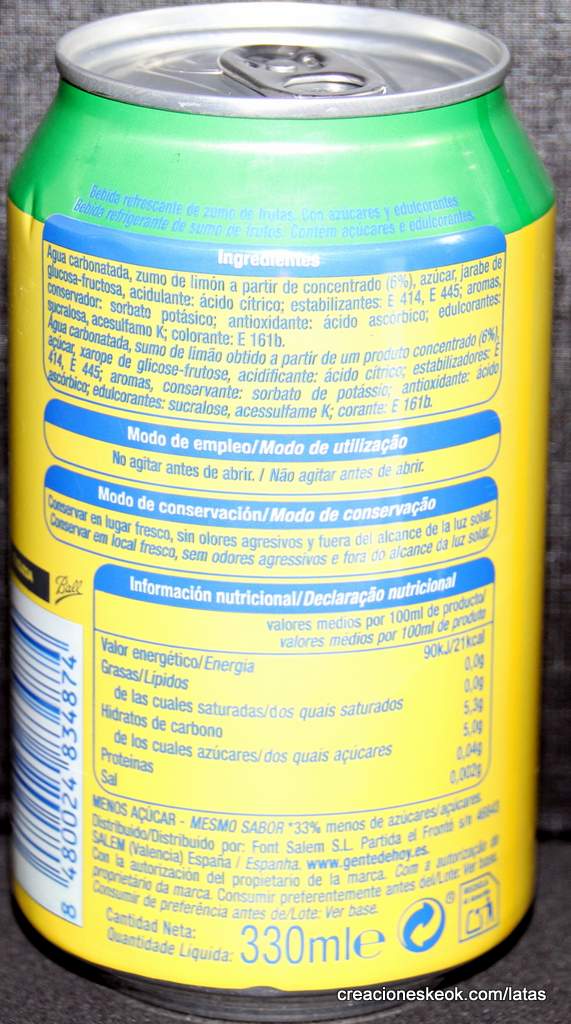 Bebida refrescante de zumo de frutas. Con azúcares y edulcorantes.
Bebida refrigerante de sumo de frutos. Contém açúcares e edulcorantes.
Ingredientes
Agua carbonatada, zumo de limón a partir de concentrado (6%), azúcar, jarabe de
glucosa-fructosa, acidulante: ácido cítrico; estabilizantes: E 414, E 445; aromas,
conservador: sorbato potásico; antioxidante: ácido ascórbico; edulcorantes:
sucralosa, acesulfamo K; colorante: E 161b.
Água carbonatada, sumo de limão obtido a partir de um produto concentrado (6%),
açúcar, xarope de glicose-frutose, acidificante: ácido cítrico; estabilizadores: E
414, E 445; aromas, conservante: sorbato de potássio; antioxidante: ácido
ascórbico; edulcorantes: sucralose, acessulfame K; corante: E 161b.
Modo de empleo/Modo de utilização
No agitar antes de abrir. / Não agitar antes de abrir.
Modo de conservación/Modo de conservação
Conservar en lugar fresco, sin olores agresivos y fuera del alcance de la luz solar.
Conservar em local fresco, sem odores agressivos e fora do alcance da luz solar.
Información nutricional/Declaração nutricional
valores medios por 100ml de producto/
valores médios por 100ml de produto
Valor energético/Energia 90KJ/21kcal
Grasas/Lípidos 0,0g
de las cuales saturadas/dos quais saturados 0,0g
Hidratos de carbono 5,3g
de los cuales azúcares/dos quais açúcares 5,0g
Proteinas 0,04g
Sal 0,002g
MENOS AÇÚCAR - MESMO SABOR *33% menos de azúcares/açúcares.
Distribuido/Distribuído por: Font Salem S.L. Partida el Frontó s/n 46843
SALEM (Valencia) España / Espanha. www.gentedehoy.es.
Con la autorización del propietario de la marca. Com a autorização do
proprietário da marca. Consumir preferentemente antes del/Lote: Ver base.
Consumir de preferência antes de/Lote: Ver base.
Cantidad Neta:
Quantidade Líquida: 330ml e
Ball
8 480024 834874
creacioneskeok.com/latas